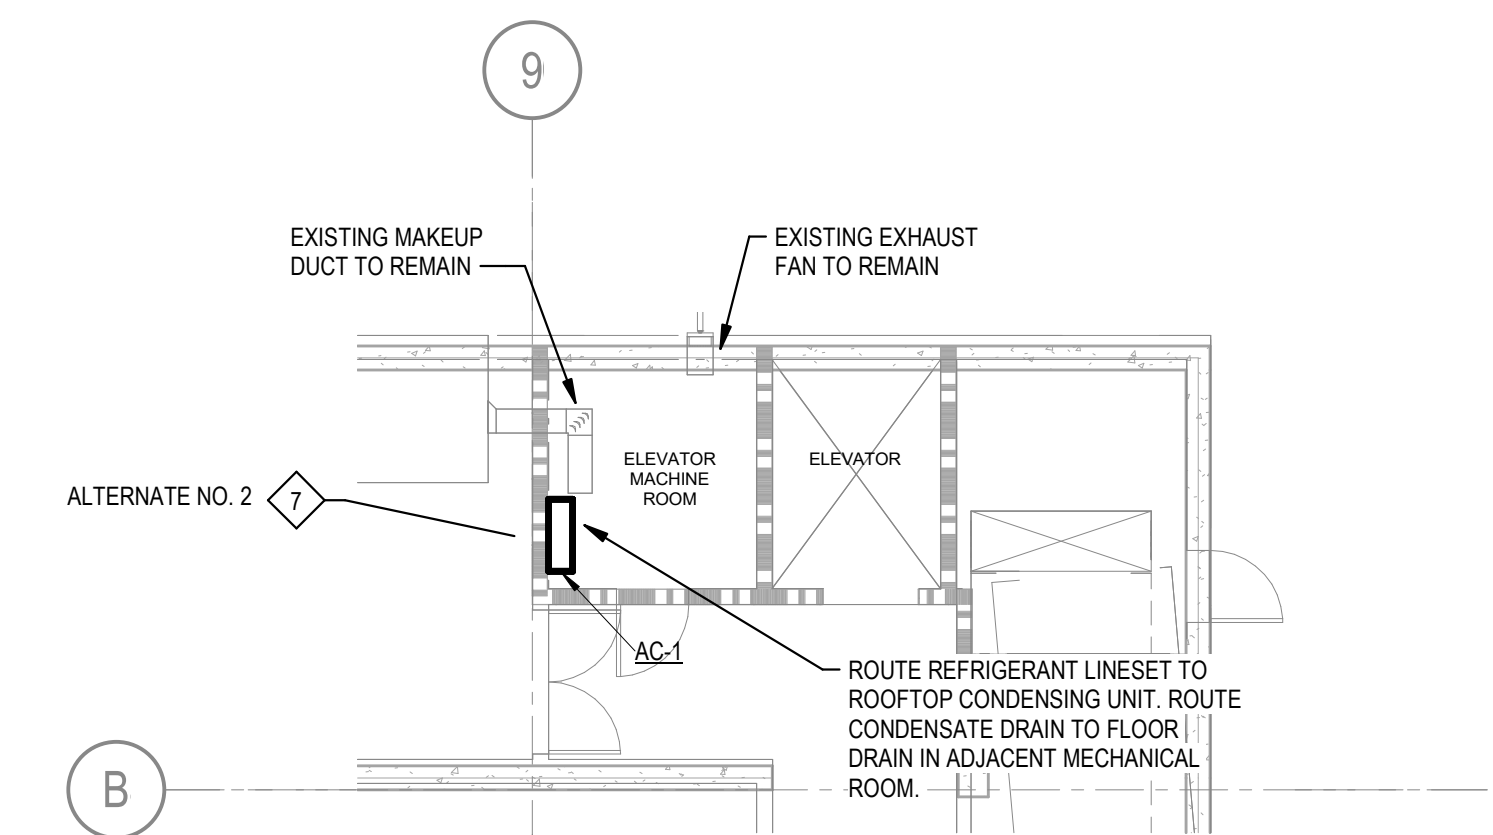 9
EXISTING MAKEUP
DUCT TO REMAIN
EXISTING EXHAUST
FAN TO REMAIN
ELEVATOR
MACHINE
ROOM
ELEVATOR
ALTERNATE NO. 2
7
AC-1
ROUTE REFRIGERANT LINESET TO
ROOFTOP CONDENSING UNIT. ROUTE
CONDENSATE DRAIN TO FLOOR
DRAIN IN ADJACENT MECHANICAL
ROOM.
B